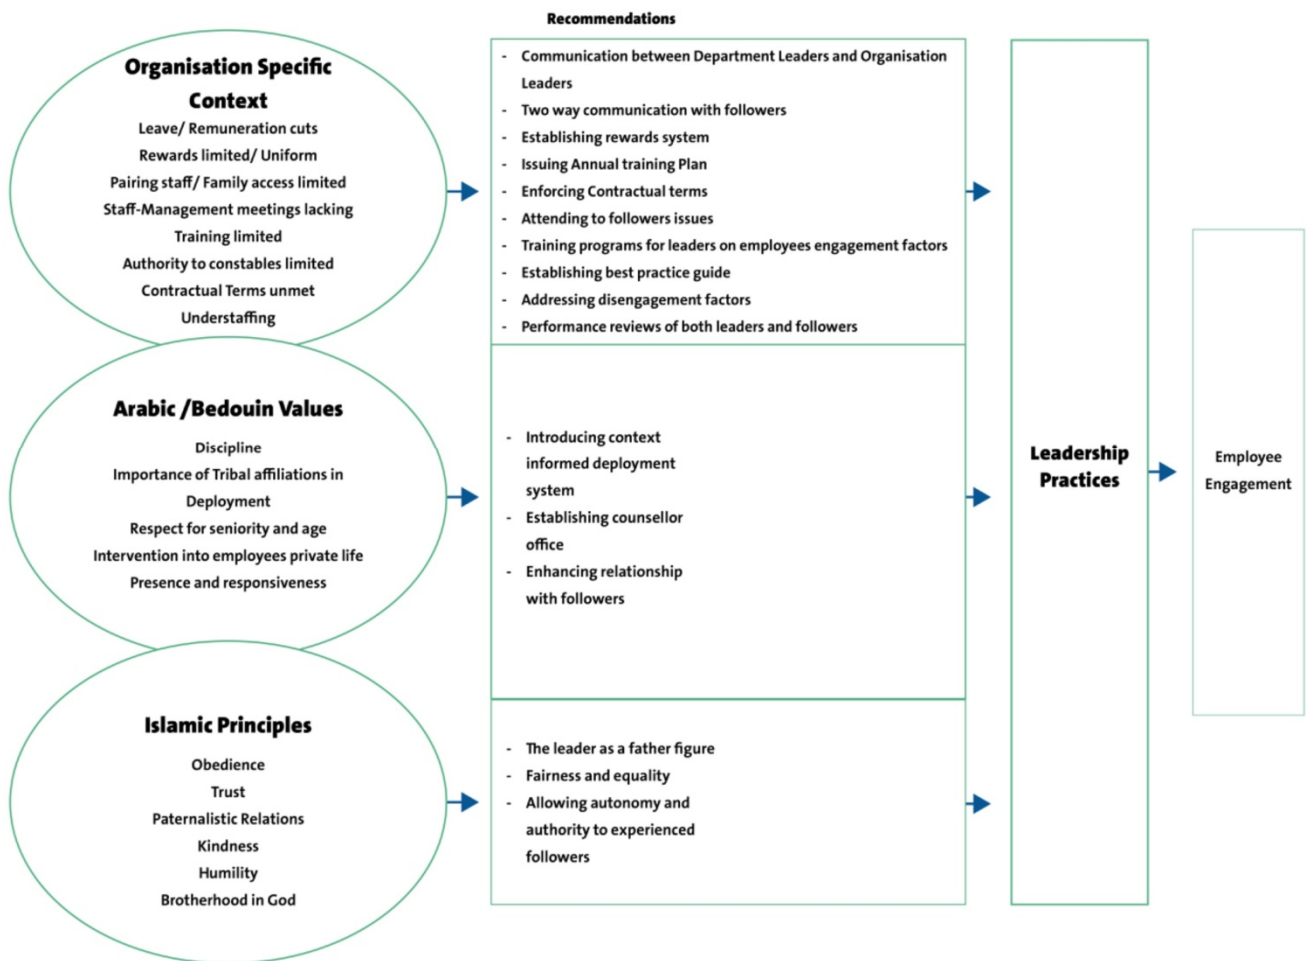 Recommendations
Organisation Specific
Context
Leave/ Remuneration cuts
Rewards limited/ Uniform
Pairing staff/ Family access limited
Staff-Management meetings lacking
Training limited
Authority to constables limited
Contractual Terms unmet
Understaffing
- Communication between Department Leaders and Organisation
Leaders
- Two way communication with followers
- Establishing rewards system
- Issuing Annual training Plan
- Enforcing Contractual terms
- Attending to followers issues
- Training programs for leaders on employees engagement factors
- Establishing best practice guide
- Addressing disengagement factors
- Performance reviews of both leaders and followers
Arabic /Bedouin Values
Discipline
Importance of Tribal affiliations in
Deployment
Respect for seniority and age
Intervention into employees private life
Presence and responsiveness
- Introducing context
informed deployment
system
- Establishing counsellor
office
- Enhancing relationship
with followers
Islamic Principles
Obedience
Trust
Paternalistic Relations
Kindness
Humility
Brotherhood in God
- The leader as a father figure
- Fairness and equality
- Allowing autonomy and
authority to experienced
followers
Leadership
Practices
Employee
Engagement